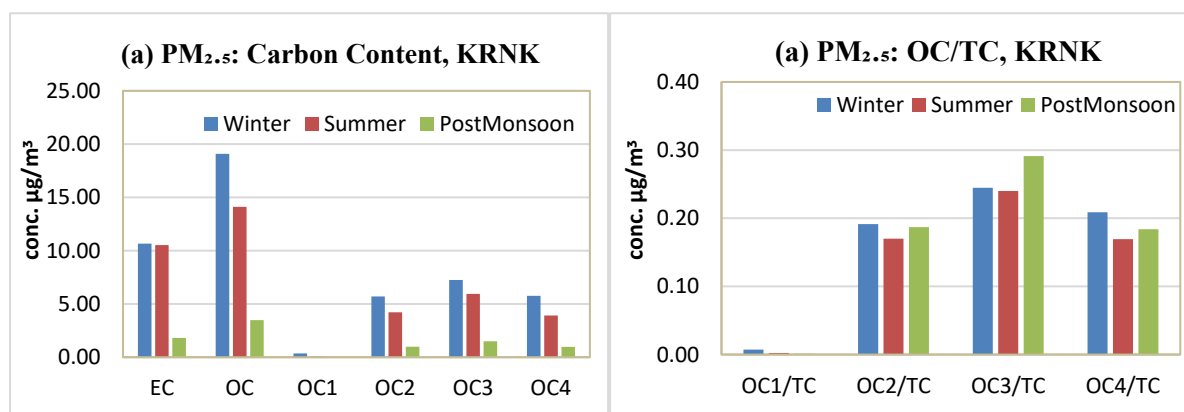 (a) PM₂.₅: Carbon Content, KRNK
25.00
20.00
15.00
10.00
5.00
0.00
conc. µg/m³
Winter Summer PostMonsoon
EC OC OC1 OC2 OC3 OC4
(a) PM₂.₅: OC/TC, KRNK
0.40
0.30
0.20
0.10
0.00
conc. µg/m³
Winter Summer PostMonsoon
OC1/TC OC2/TC OC3/TC OC4/TC